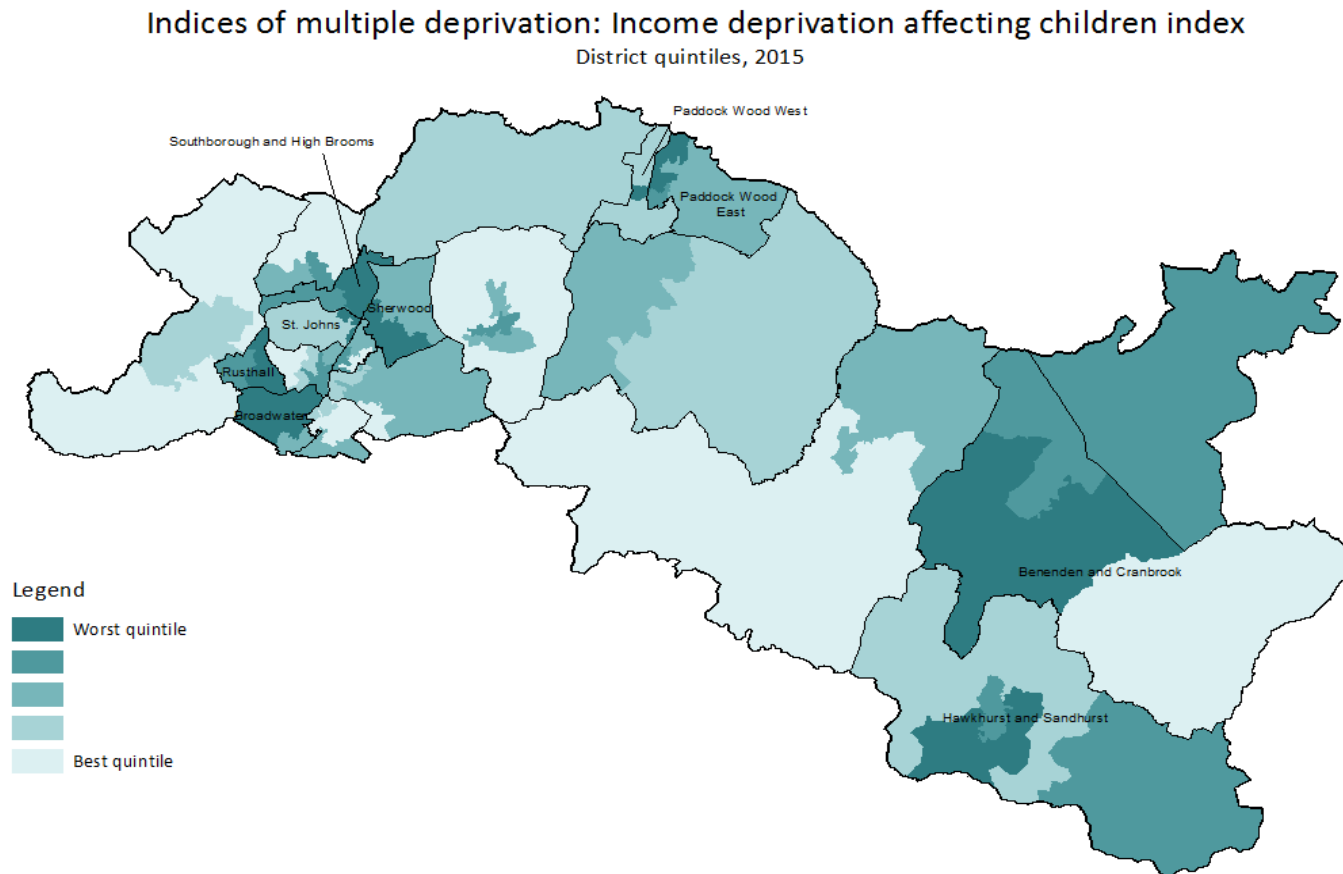 Indices of multiple deprivation: Income deprivation affecting children index
District quintiles, 2015
Paddock Wood West
Southborough and High Brooms
Paddock Wood
East
Sherwood
St. Johns
Rusthall
Broadwater
Benenden and Cranbrook
Hawkhurst and Sandhurst
Legend
Worst quintile
Best quintile